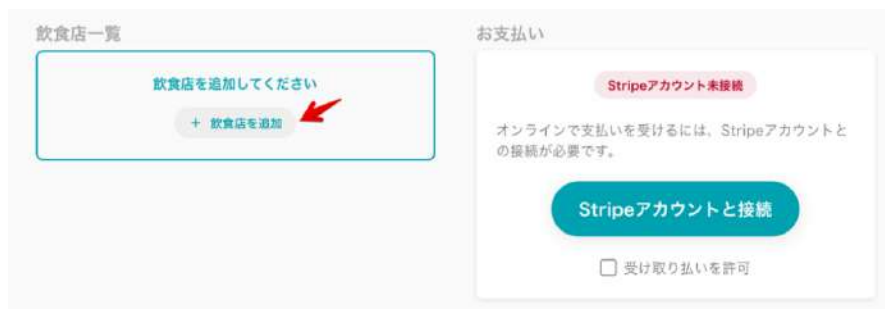 飲食店一覧
飲食店を追加してください
+ 飲食店を追加
お支払い
Stripeアカウント未接続
オンラインで支払いを受けるには、Stripeアカウントと
の接続が必要です。
Stripeアカウントと接続
受け取り払いを許可